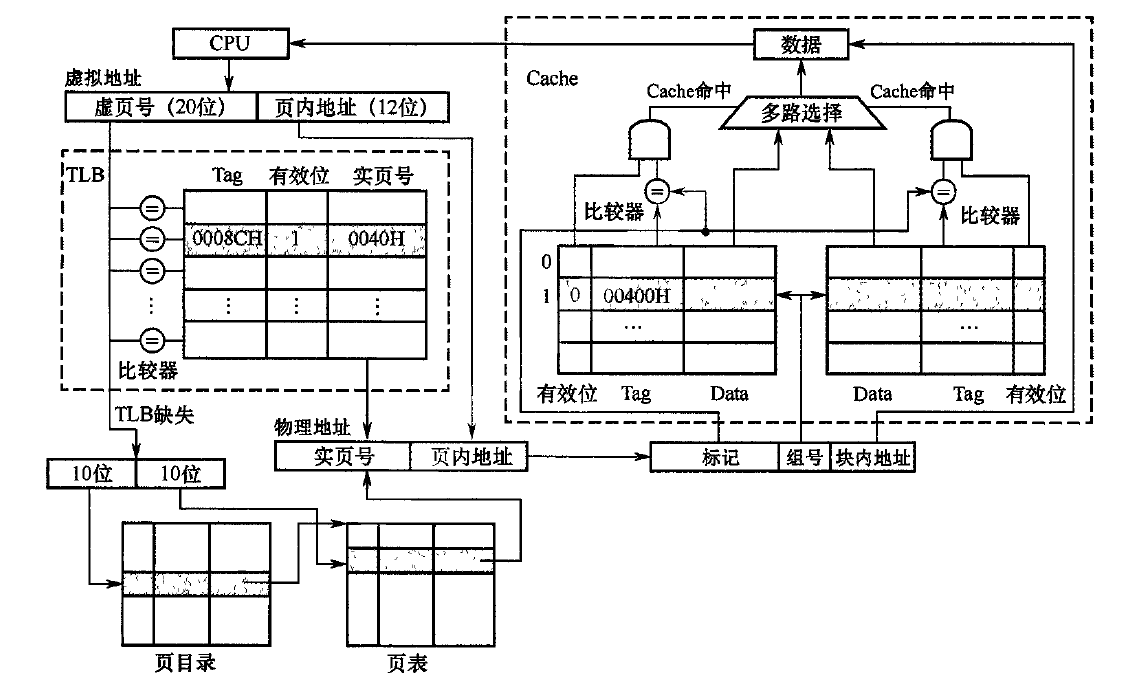 CPU
数据
虚拟地址
Cache
虚页号（20位） 页内地址（12位）
Cache命中 Cache命中
多路选择
TLB
Tag 有效位 实页号
=
= =
比较器 比较器
=
0008CH 1 0040H
=
0
1 0 00400H
⋮ ⋮ ⋮ ⋮
... ...
=
比较器
有效位 Tag Data Data Tag 有效位
TLB缺失
物理地址
实页号 页内地址
标记 组号 块内地址
10位 10位
页目录 页表